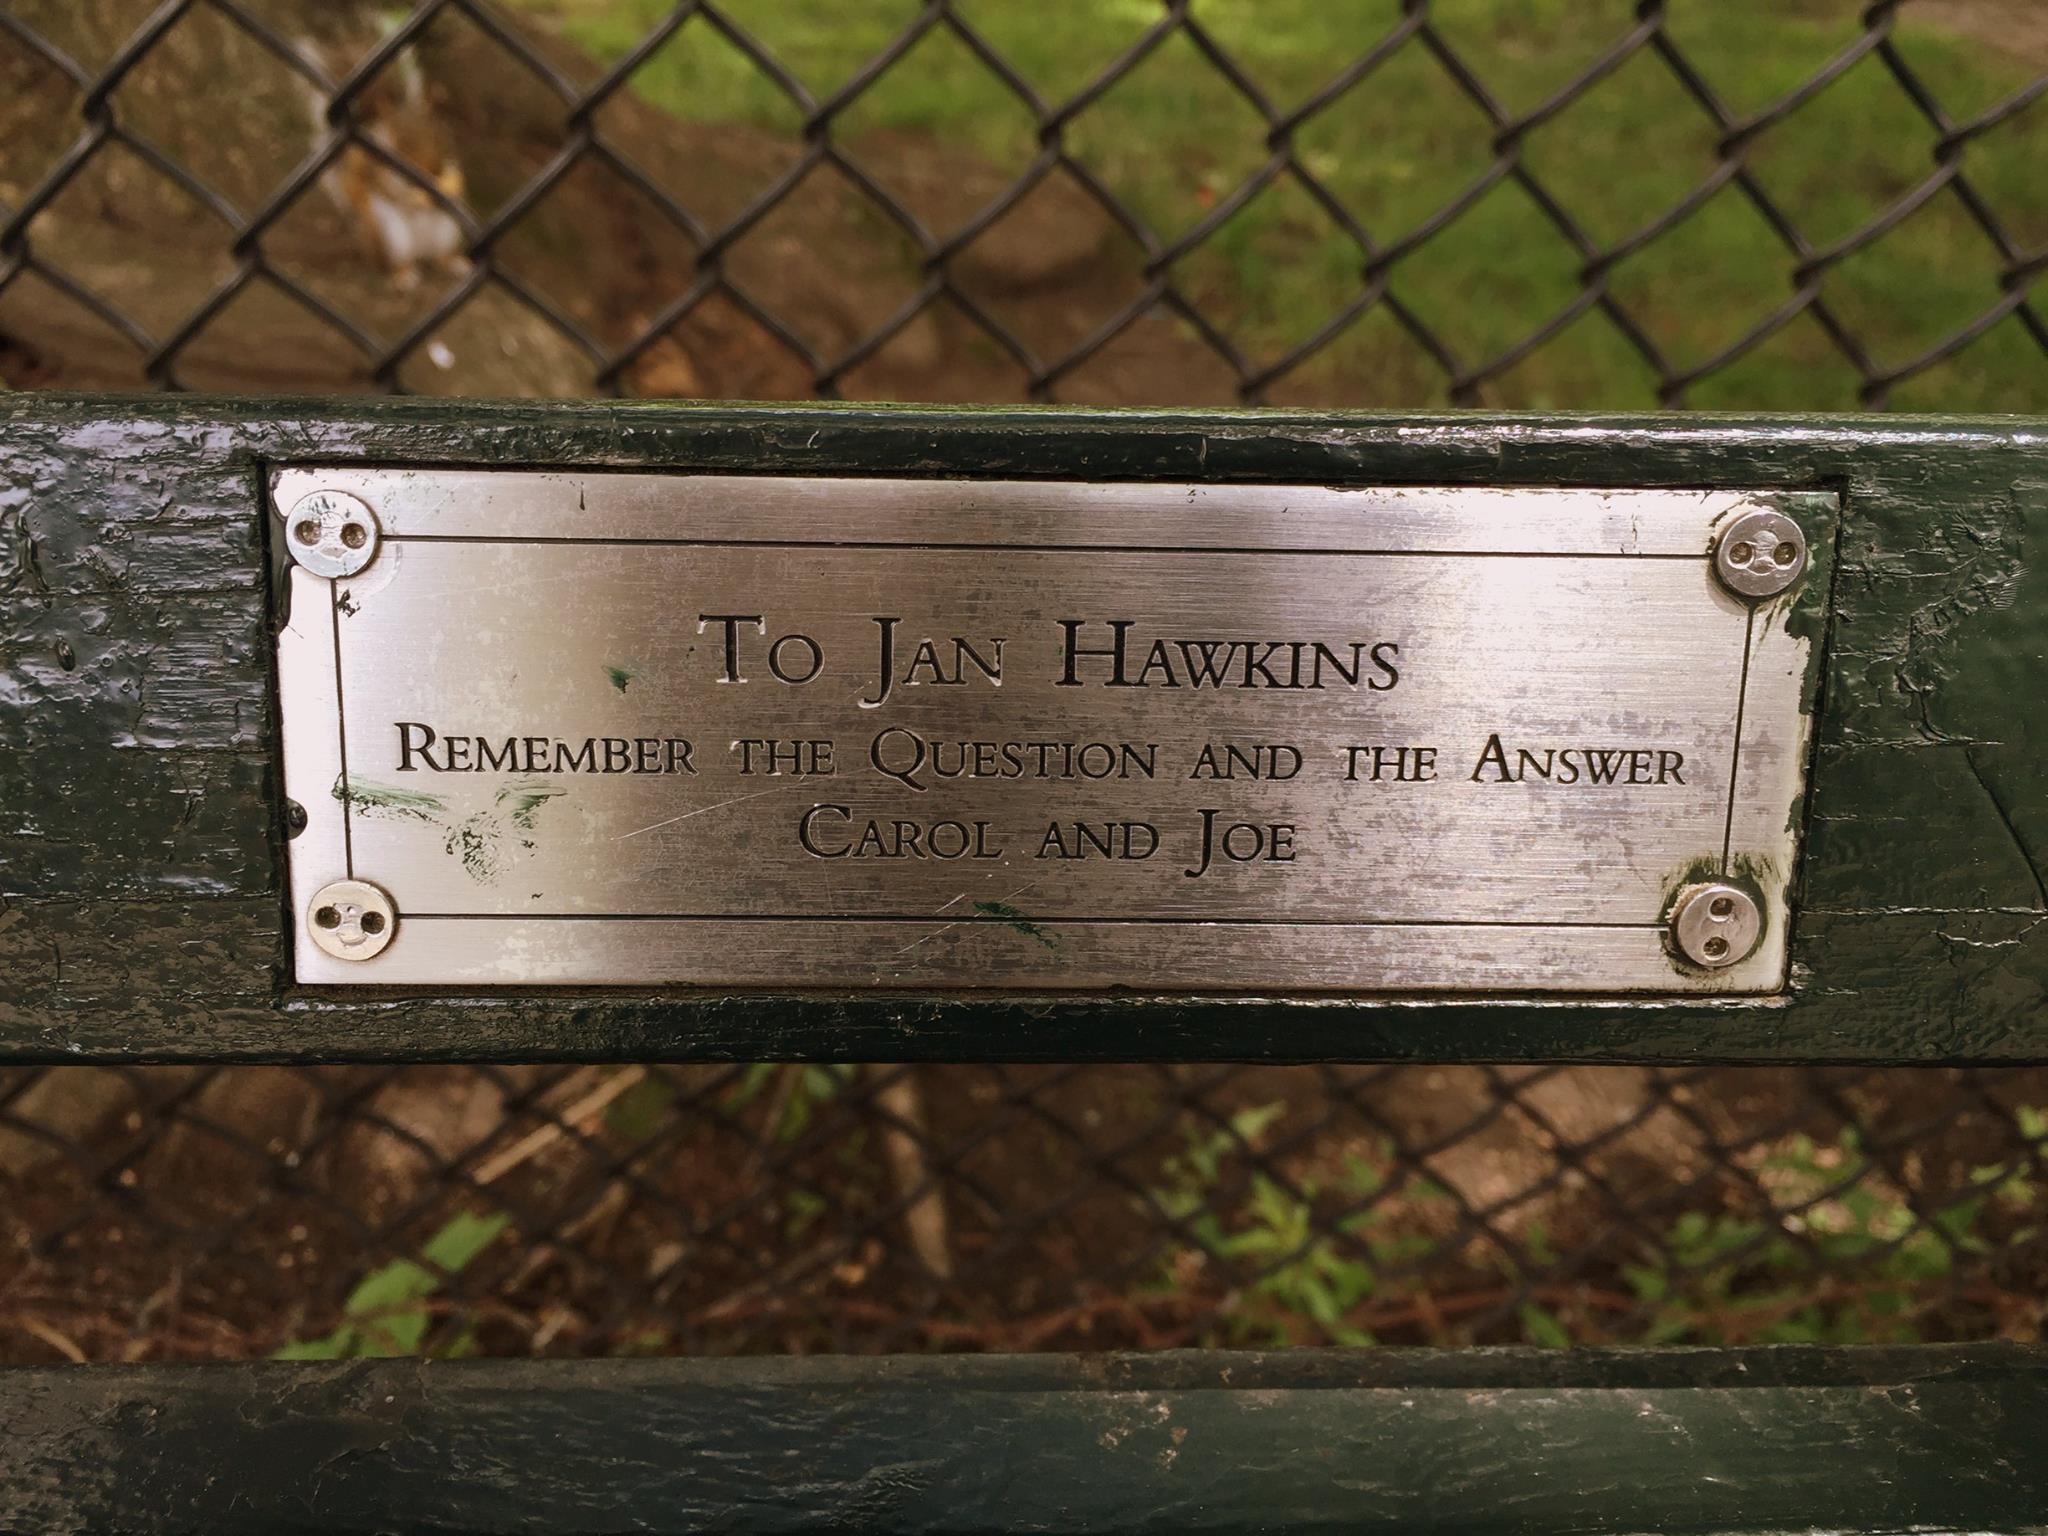 To Jan Hawkins
Remember the Question and the Answer
Carol and Joe